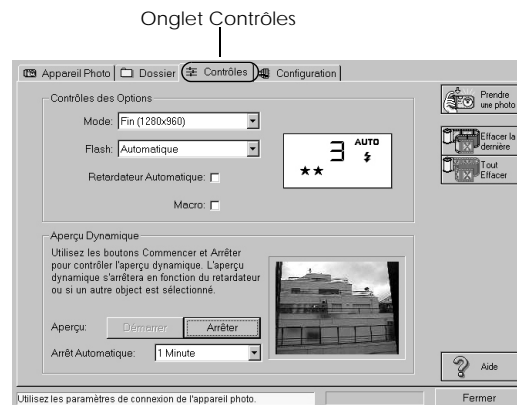 Onglet Contrôles
Appareil Photo Dossier Contrôles Configuration
Contrôles des Options
Mode: Fin (1280x960)
Flash: Automatique
Retardateur Automatique:
Macro:
3 AUTO
★★
Prendre
une photo
Effacer la
dernière
Tout
Effacer
Aperçu Dynamique
Utilisez les boutons Commencer et Arrêter
pour contrôler l'aperçu dynamique. L'aperçu
dynamique s'arrêtera en fonction du retardateur
ou si un autre object est sélectionné.
Aperçu: Démarrer Arrêter
Arrêt Automatique: 1 Minute
Aide
Utilisez les paramètres de connexion de l'appareil photo.
Fermer